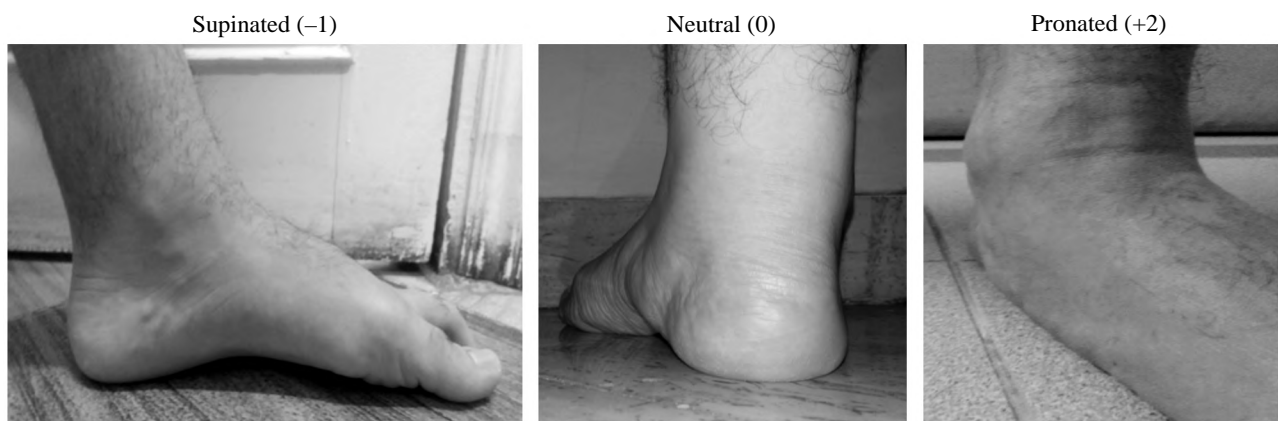 Supinated (–1)
Neutral (0)
Pronated (+2)